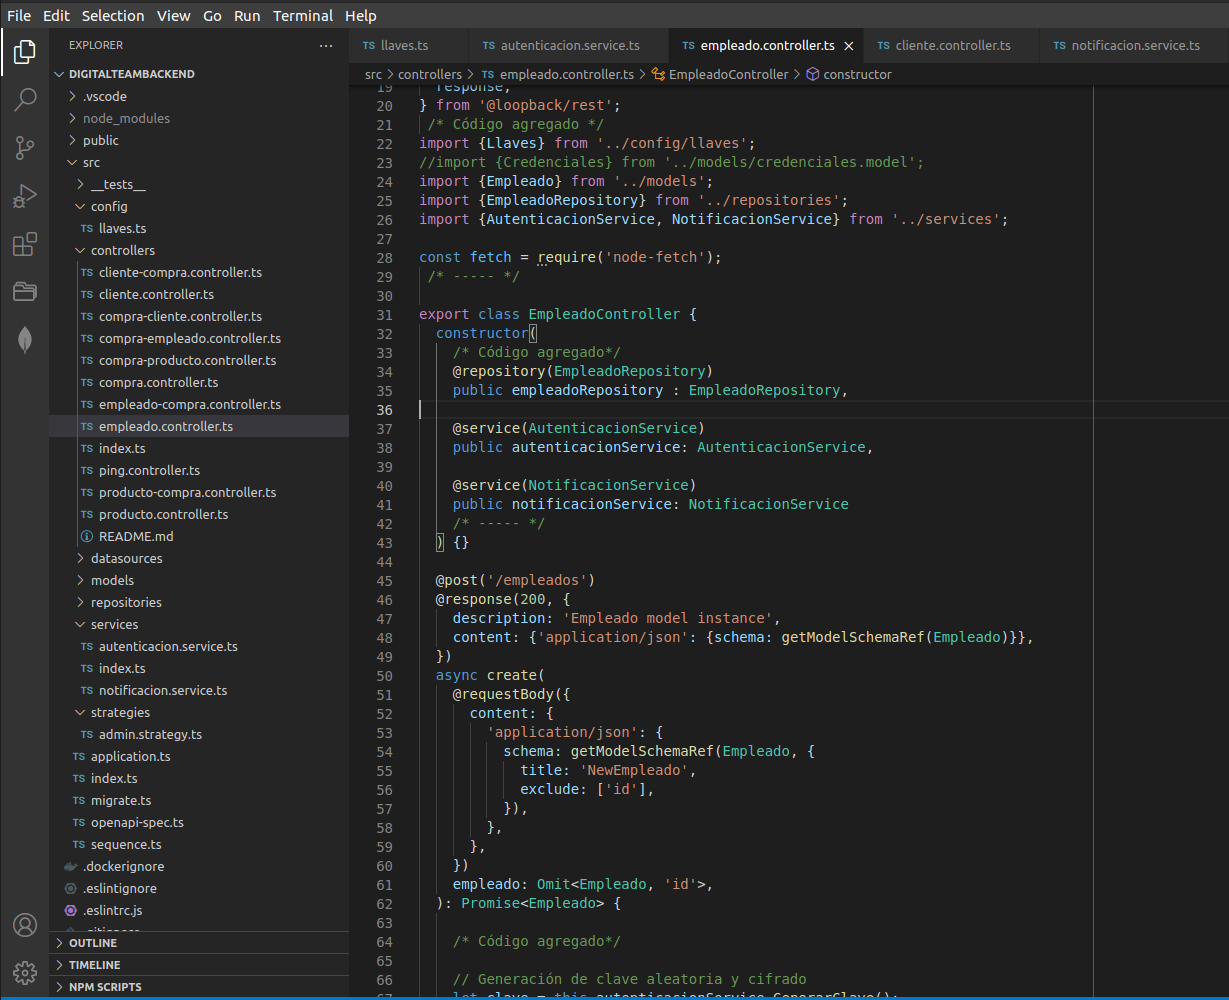 File Edit Selection View Go Run Terminal Help
EXPLORER ···
DIGITALTEAMBACKEND
.vscode
node_modules
public
src
__tests__
config
TS llaves.ts
controllers
TS cliente-compra.controller.ts
TS cliente.controller.ts
TS compra-cliente.controller.ts
TS compra-empleado.controller.ts
TS compra-producto.controller.ts
TS compra.controller.ts
TS empleado-compra.controller.ts
TS empleado.controller.ts
TS index.ts
TS ping.controller.ts
TS producto-compra.controller.ts
TS producto.controller.ts
README.md
datasources
models
repositories
services
TS autenticacion.service.ts
TS index.ts
TS notificacion.service.ts
strategies
TS admin.strategy.ts
TS application.ts
TS index.ts
TS migrate.ts
TS openapi-spec.ts
TS sequence.ts
.dockerignore
.eslintignore
.eslintrc.js
.gitignore
OUTLINE
TIMELINE
NPM SCRIPTS
TS llaves.ts TS autenticacion.service.ts TS empleado.controller.ts × TS cliente.controller.ts TS notificacion.service.ts
src > controllers > TS empleado.controller.ts > EmpleadoController > constructor
19 response,
20 } from '@loopback/rest';
21 /* Código agregado */
22 import {Llaves} from '../config/llaves';
23 //import {Credenciales} from '../models/credenciales.model';
24 import {Empleado} from '../models';
25 import {EmpleadoRepository} from '../repositories';
26 import {AutenticacionService, NotificacionService} from '../services';
27
28 const fetch = require('node-fetch');
29 /* ----- */
30
31 export class EmpleadoController {
32 constructor(
33 /* Código agregado*/
34 @repository(EmpleadoRepository)
35 public empleadoRepository : EmpleadoRepository,
36
37 @service(AutenticacionService)
38 public autenticacionService: AutenticacionService,
39
40 @service(NotificacionService)
41 public notificacionService: NotificacionService
42 /* ----- */
43 ) {}
44
45 @post('/empleados')
46 @response(200, {
47 description: 'Empleado model instance',
48 content: {'application/json': {schema: getModelSchemaRef(Empleado)}},
49 })
50 async create(
51 @requestBody({
52 content: {
53 'application/json': {
54 schema: getModelSchemaRef(Empleado, {
55 title: 'NewEmpleado',
56 exclude: ['id'],
57 }),
58 },
59 },
60 })
61 empleado: Omit<Empleado, 'id'>,
62 ): Promise<Empleado> {
63
64 /* Código agregado*/
65
66 // Generación de clave aleatoria y cifrado
67 let clave = this.autenticacionService.GenerarClave();